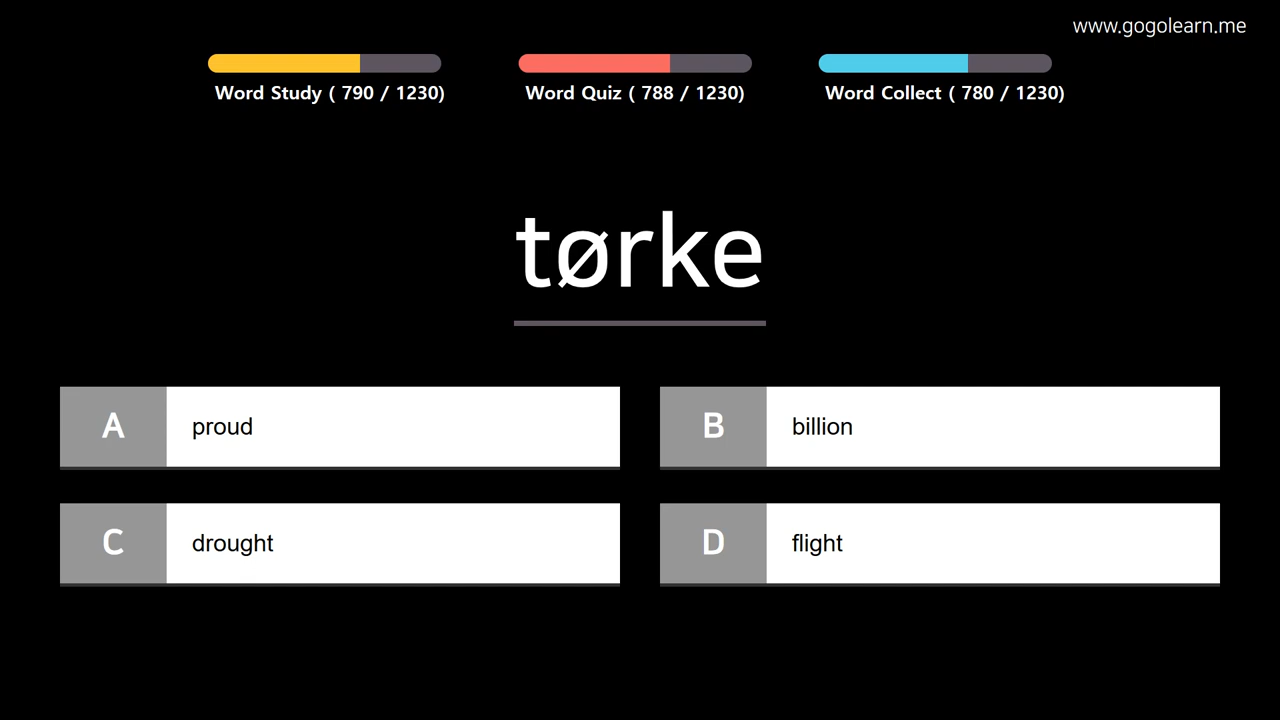 www.gogolearn.me
Word Study ( 790 / 1230)
Word Quiz ( 788 / 1230)
Word Collect ( 780 / 1230)
tørke
A proud
B billion
C drought
D flight